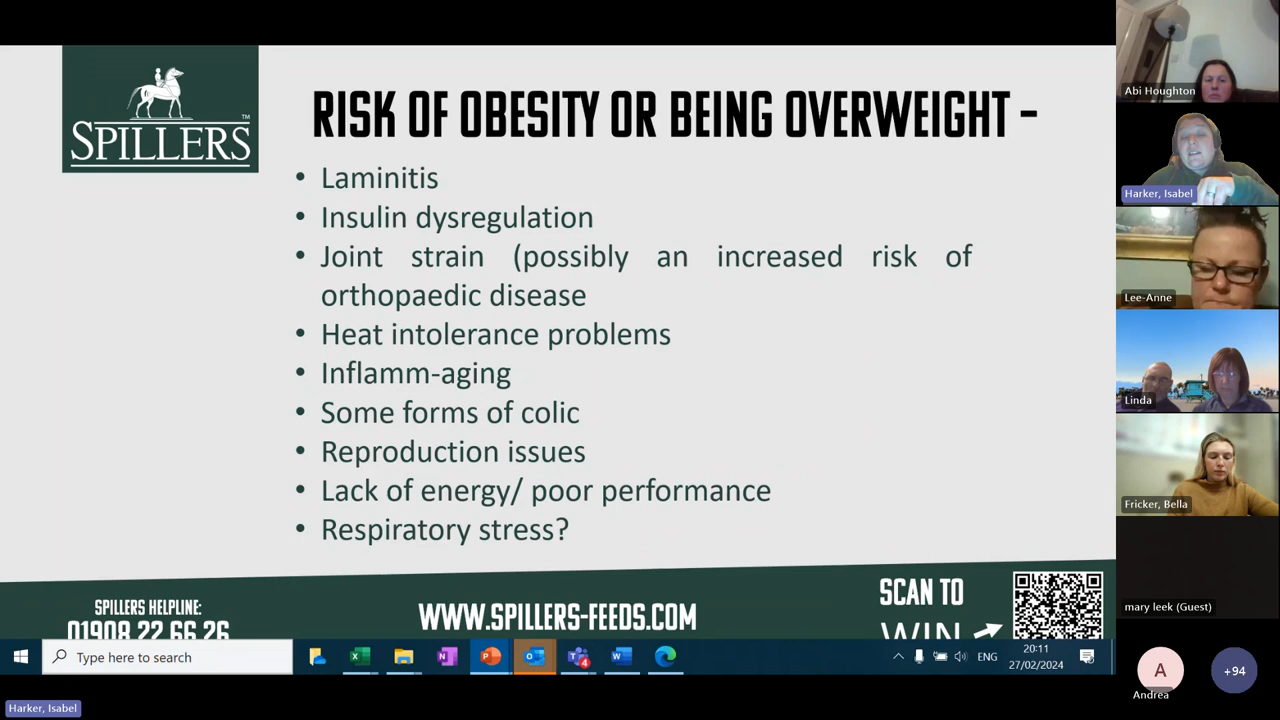 SPILLERS™
RISK OF OBESITY OR BEING OVERWEIGHT -
• Laminitis
• Insulin dysregulation
• Joint strain (possibly an increased risk of
orthopaedic disease
• Heat intolerance problems
• Inflamm-aging
• Some forms of colic
• Reproduction issues
• Lack of energy/ poor performance
• Respiratory stress?
SPILLERS HELPLINE:
01908 22 66 26
WWW.SPILLERS-FEEDS.COM
SCAN TO
WIN
Type here to search
4
ENG
20:11
27/02/2024
Harker, Isabel
Abi Houghton
Harker, Isabel
Lee-Anne
Linda
Fricker, Bella
mary leek (Guest)
A
Andrea
+94